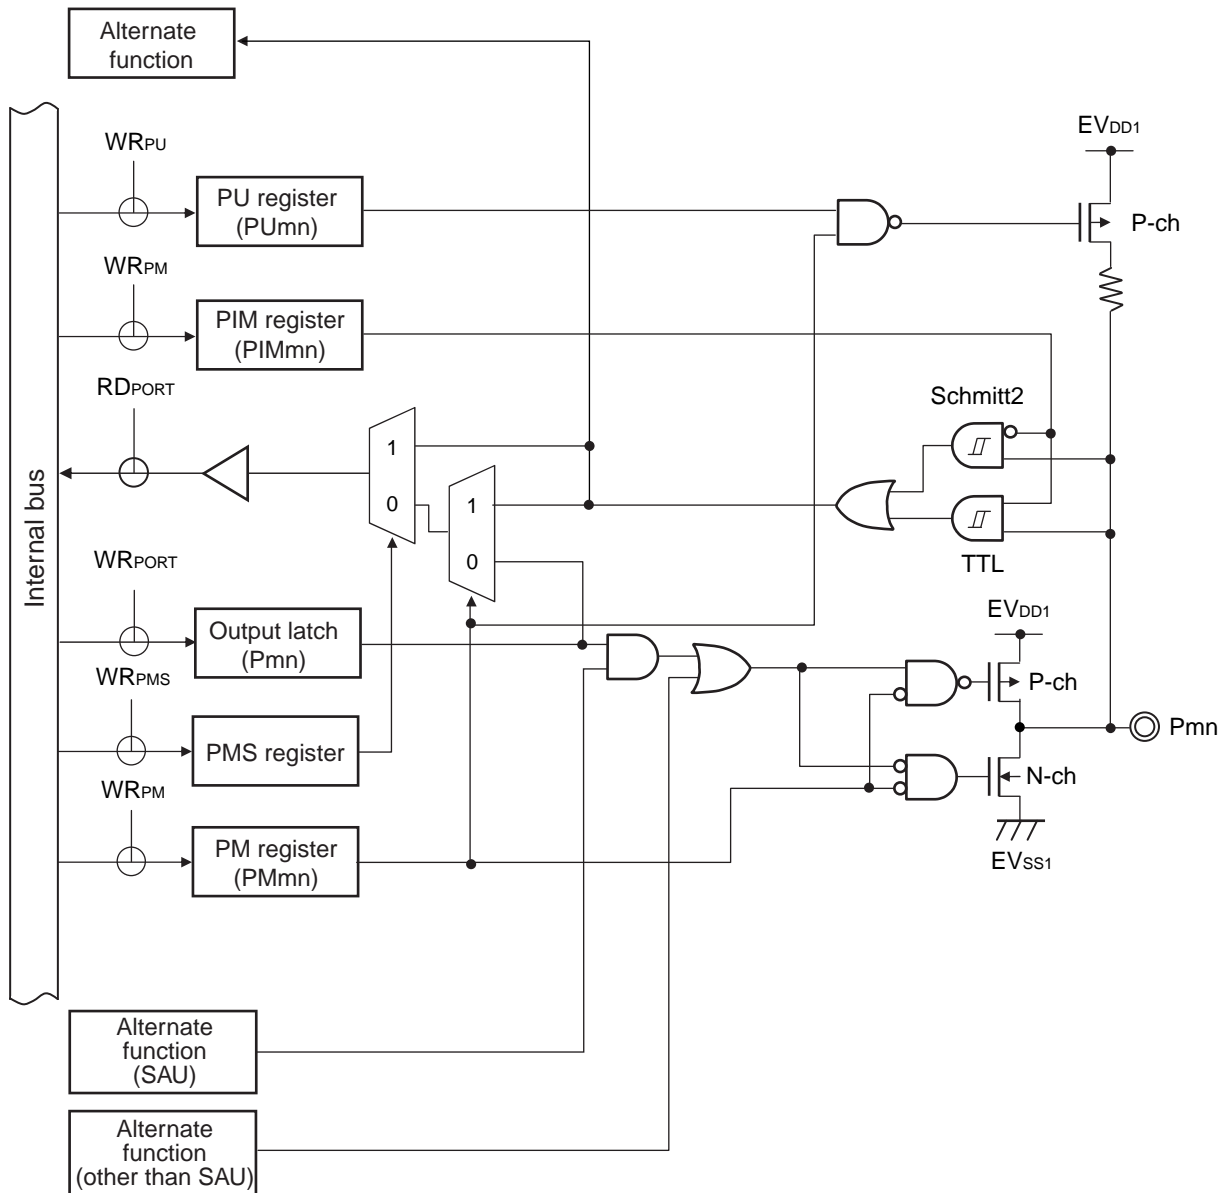 Alternate
function
EVDD1
WRPU
PU register
(PUmn)
P-ch
WRPM
PIM register
(PIMmn)
RDPORT
Schmitt2
1
0
1
0
TTL
Internal bus
WRPORT
Output latch
(Pmn)
EVDD1
P-ch
WRPMS
PMS register
Pmn
N-ch
WRPM
PM register
(PMmn)
EVSS1
Alternate
function
(SAU)
Alternate
function
(other than SAU)